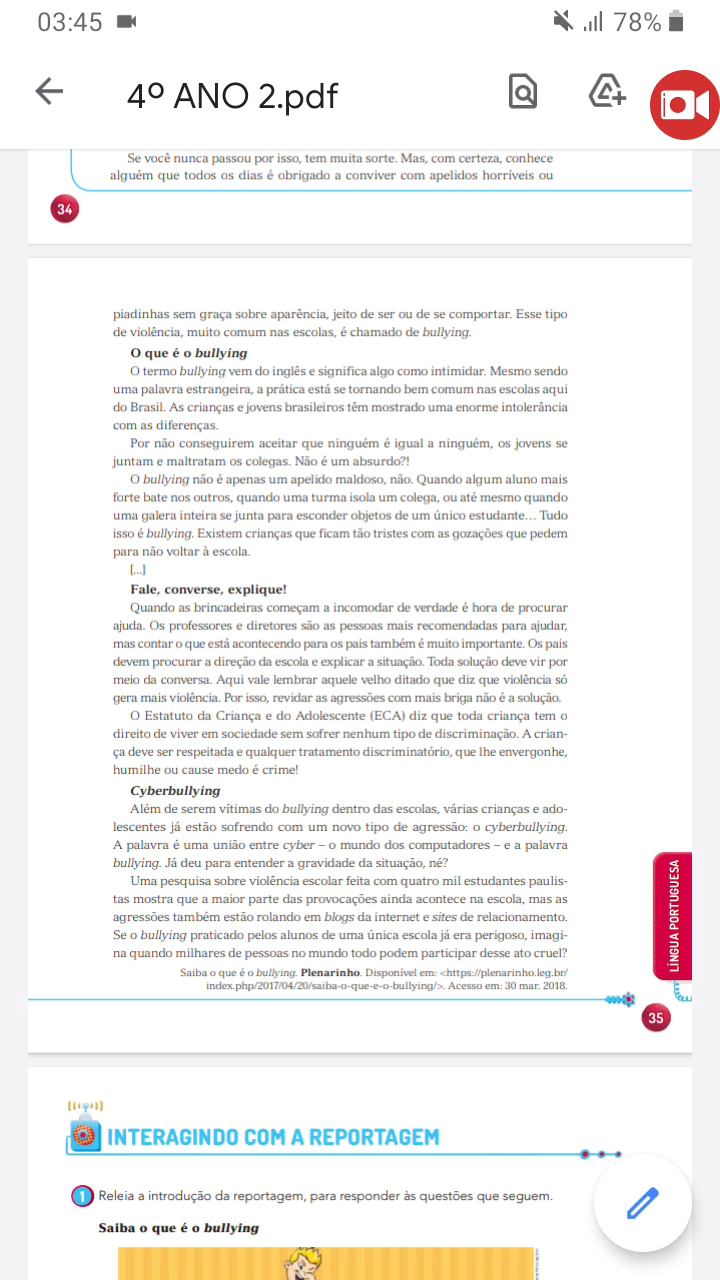 03:45
78%
4º ANO 2.pdf
Se você nunca passou por isso, tem muita sorte. Mas, com certeza, conhece
alguém que todos os dias é obrigado a conviver com apelidos horríveis ou
34
piadinhas sem graça sobre aparência, jeito de ser ou de se comportar. Esse tipo
de violência, muito comum nas escolas, é chamado de bullying.
O que é o bullying
O termo bullying vem do inglês e significa algo como intimidar. Mesmo sendo
uma palavra estrangeira, a prática está se tornando bem comum nas escolas aqui
do Brasil. As crianças e jovens brasileiros têm mostrado uma enorme intolerância
com as diferenças.
Por não conseguirem aceitar que ninguém é igual a ninguém, os jovens se
juntam e maltratam os colegas. Não é um absurdo?!
O bullying não é apenas um apelido maldoso, não. Quando algum aluno mais
forte bate nos outros, quando uma turma isola um colega, ou até mesmo quando
uma galera inteira se junta para esconder objetos de um único estudante… Tudo
isso é bullying. Existem crianças que ficam tão tristes com as gozações que pedem
para não voltar à escola.
[...]
Fale, converse, explique!
Quando as brincadeiras começam a incomodar de verdade é hora de procurar
ajuda. Os professores e diretores são as pessoas mais recomendadas para ajudar,
mas contar o que está acontecendo para os pais também é muito importante. Os pais
devem procurar a direção da escola e explicar a situação. Toda solução deve vir por
meio da conversa. Aqui vale lembrar aquele velho ditado que diz que violência só
gera mais violência. Por isso, revidar as agressões com mais briga não é a solução.
O Estatuto da Criança e do Adolescente (ECA) diz que toda criança tem o
direito de viver em sociedade sem sofrer nenhum tipo de discriminação. A crian-
ça deve ser respeitada e qualquer tratamento discriminatório, que lhe envergonhe,
humilhe ou cause medo é crime!
Cyberbullying
Além de serem vítimas do bullying dentro das escolas, várias crianças e ado-
lescentes já estão sofrendo com um novo tipo de agressão: o cyberbullying.
A palavra é uma união entre cyber – o mundo dos computadores – e a palavra
bullying. Já deu para entender a gravidade da situação, né?
Uma pesquisa sobre violência escolar feita com quatro mil estudantes paulis-
tas mostra que a maior parte das provocações ainda acontece na escola, mas as
agressões também estão rolando em blogs da internet e sites de relacionamento.
Se o bullying praticado pelos alunos de uma única escola já era perigoso, imagi-
na quando milhares de pessoas no mundo todo podem participar desse ato cruel?
Saiba o que é o bullying. Plenarinho. Disponível em: <https://plenarinho.leg.br/
index.php/2017/04/20/saiba-o-que-e-o-bullying/>. Acesso em: 30 mar. 2018.
LÍNGUA PORTUGUESA
35
INTERAGINDO COM A REPORTAGEM
1 Releia a introdução da reportagem, para responder às questões que seguem.
Saiba o que é o bullying